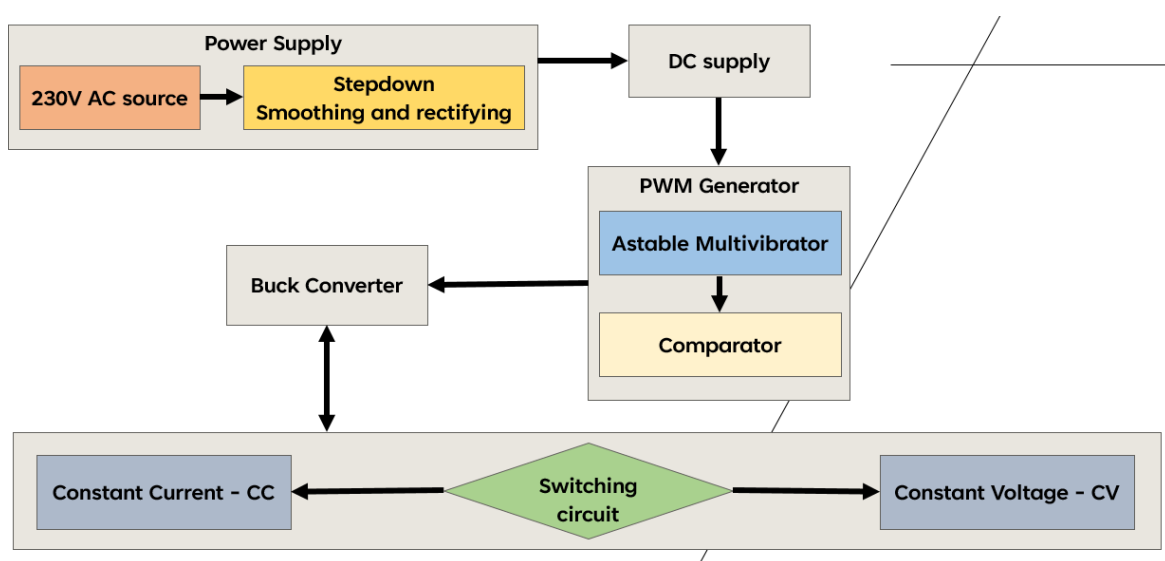 Power Supply
230V AC source
Stepdown
Smoothing and rectifying
DC supply
PWM Generator
Astable Multivibrator
Comparator
Buck Converter
Constant Current - CC
Switching
circuit
Constant Voltage - CV